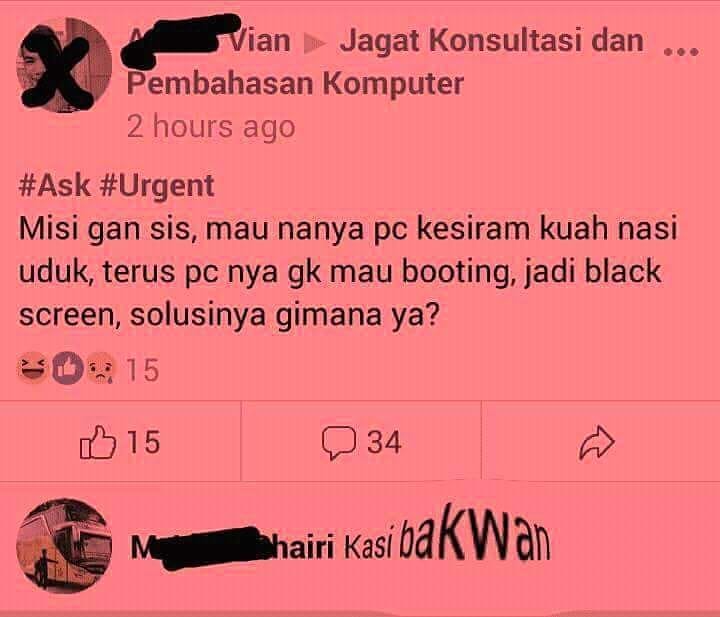 Vian ▶ Jagat Konsultasi dan ...
Pembahasan Komputer
2 hours ago
#Ask #Urgent
Misi gan sis, mau nanya pc kesiram kuah nasi
uduk, terus pc nya gk mau booting, jadi black
screen, solusinya gimana ya?
15
15 34
hairi Kasi bakwan